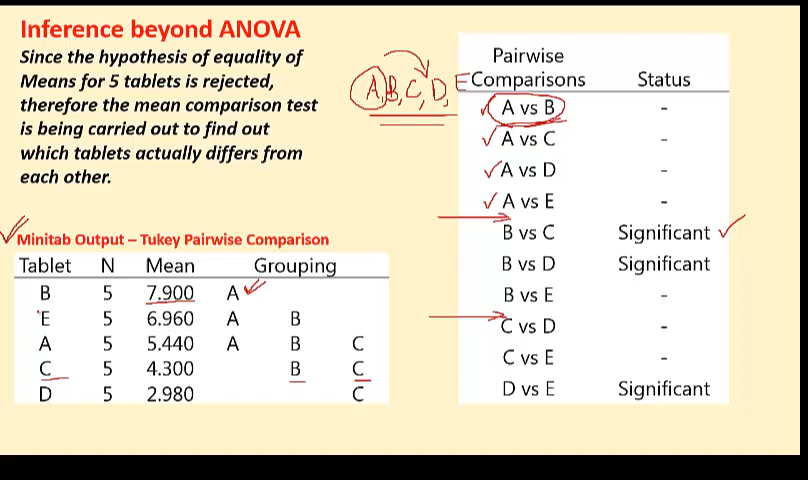 Inference beyond ANOVA
Since the hypothesis of equality of
Means for 5 tablets is rejected,
therefore the mean comparison test
is being carried out to find out
which tablets actually differs from
each other.
A, B, C, D, E
Minitab Output – Tukey Pairwise Comparison
Tablet N Mean Grouping
B 5 7.900 A
E 5 6.960 A B
A 5 5.440 A B C
C 5 4.300 B C
D 5 2.980 C
Pairwise
Comparisons Status
A vs B -
A vs C -
A vs D -
A vs E -
B vs C Significant
B vs D Significant
B vs E -
C vs D -
C vs E -
D vs E Significant